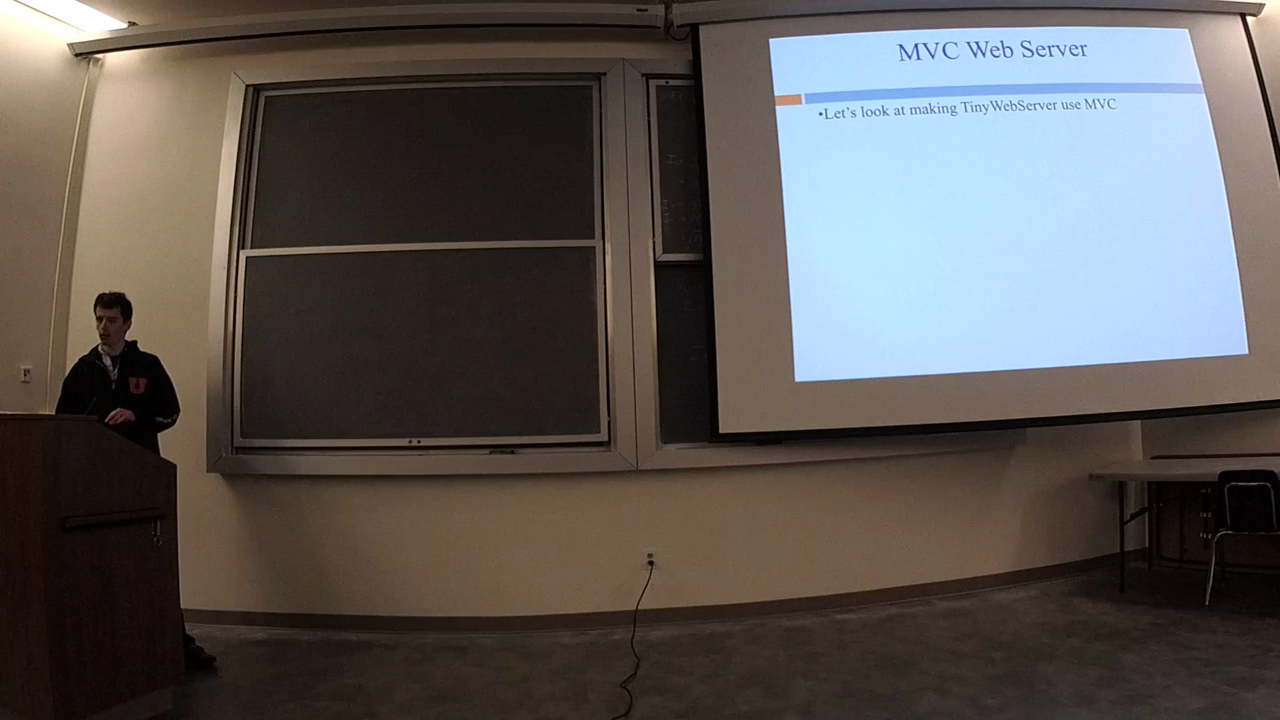 MVC Web Server
•Let's look at making TinyWebServer use MVC
U